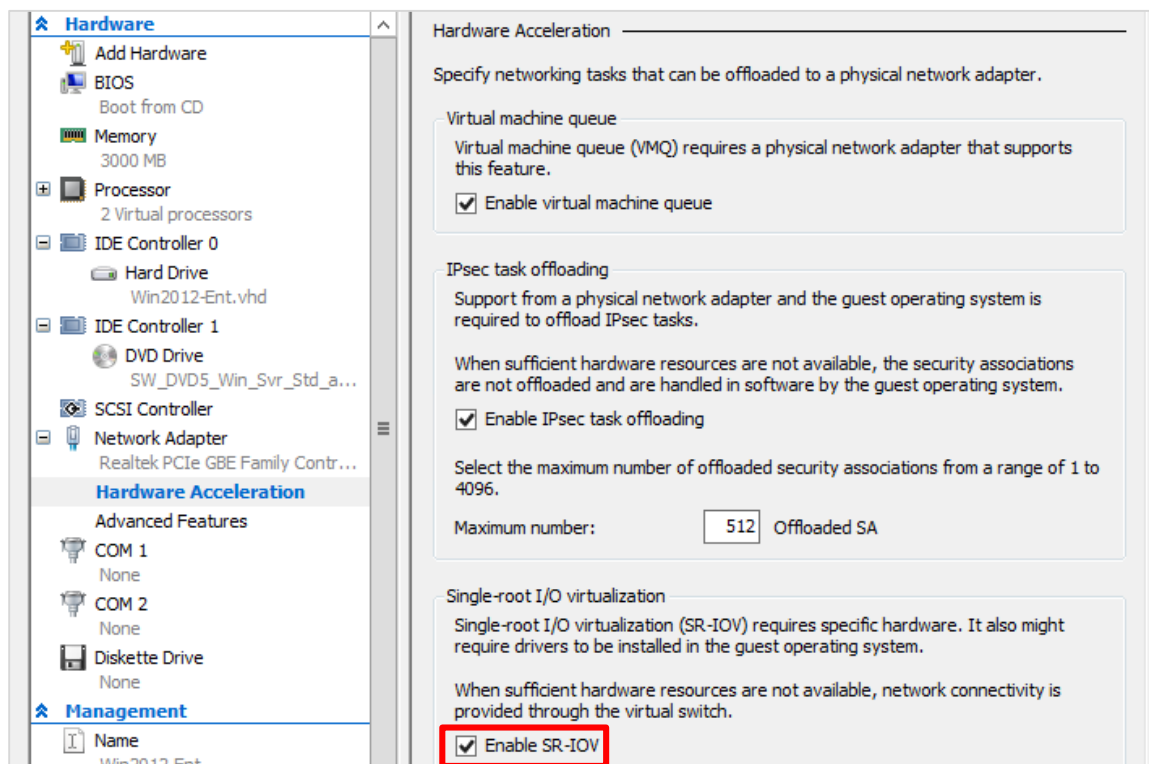 Hardware
Add Hardware
BIOS
Boot from CD
Memory
3000 MB
Processor
2 Virtual processors
IDE Controller 0
Hard Drive
Win2012-Ent.vhd
IDE Controller 1
DVD Drive
SW_DVD5_Win_Svr_Std_a...
SCSI Controller
Network Adapter
Realtek PCIe GBE Family Contr...
Hardware Acceleration
Advanced Features
COM 1
None
COM 2
None
Diskette Drive
None
Management
Name
Win2012-Ent
Hardware Acceleration
Specify networking tasks that can be offloaded to a physical network adapter.
Virtual machine queue
Virtual machine queue (VMQ) requires a physical network adapter that supports
this feature.
Enable virtual machine queue
IPsec task offloading
Support from a physical network adapter and the guest operating system is
required to offload IPsec tasks.
When sufficient hardware resources are not available, the security associations
are not offloaded and are handled in software by the guest operating system.
Enable IPsec task offloading
Select the maximum number of offloaded security associations from a range of 1 to
4096.
Maximum number: 512 Offloaded SA
Single-root I/O virtualization
Single-root I/O virtualization (SR-IOV) requires specific hardware. It also might
require drivers to be installed in the guest operating system.
When sufficient hardware resources are not available, network connectivity is
provided through the virtual switch.
Enable SR-IOV